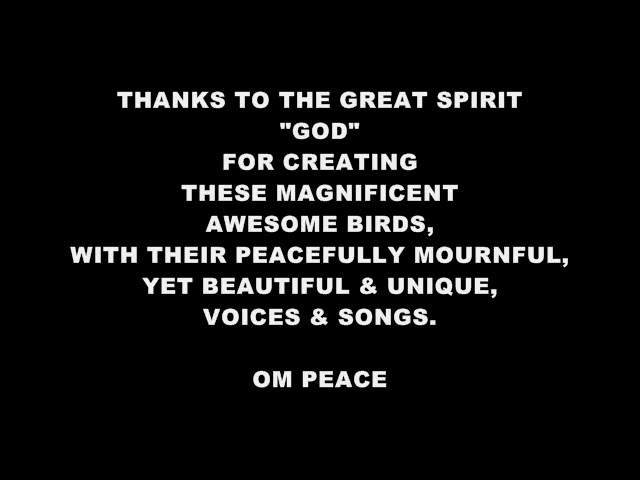 THANKS TO THE GREAT SPIRIT
"GOD"
FOR CREATING
THESE MAGNIFICENT
AWESOME BIRDS,
WITH THEIR PEACEFULLY MOURNFUL,
YET BEAUTIFUL & UNIQUE,
VOICES & SONGS.
OM PEACE